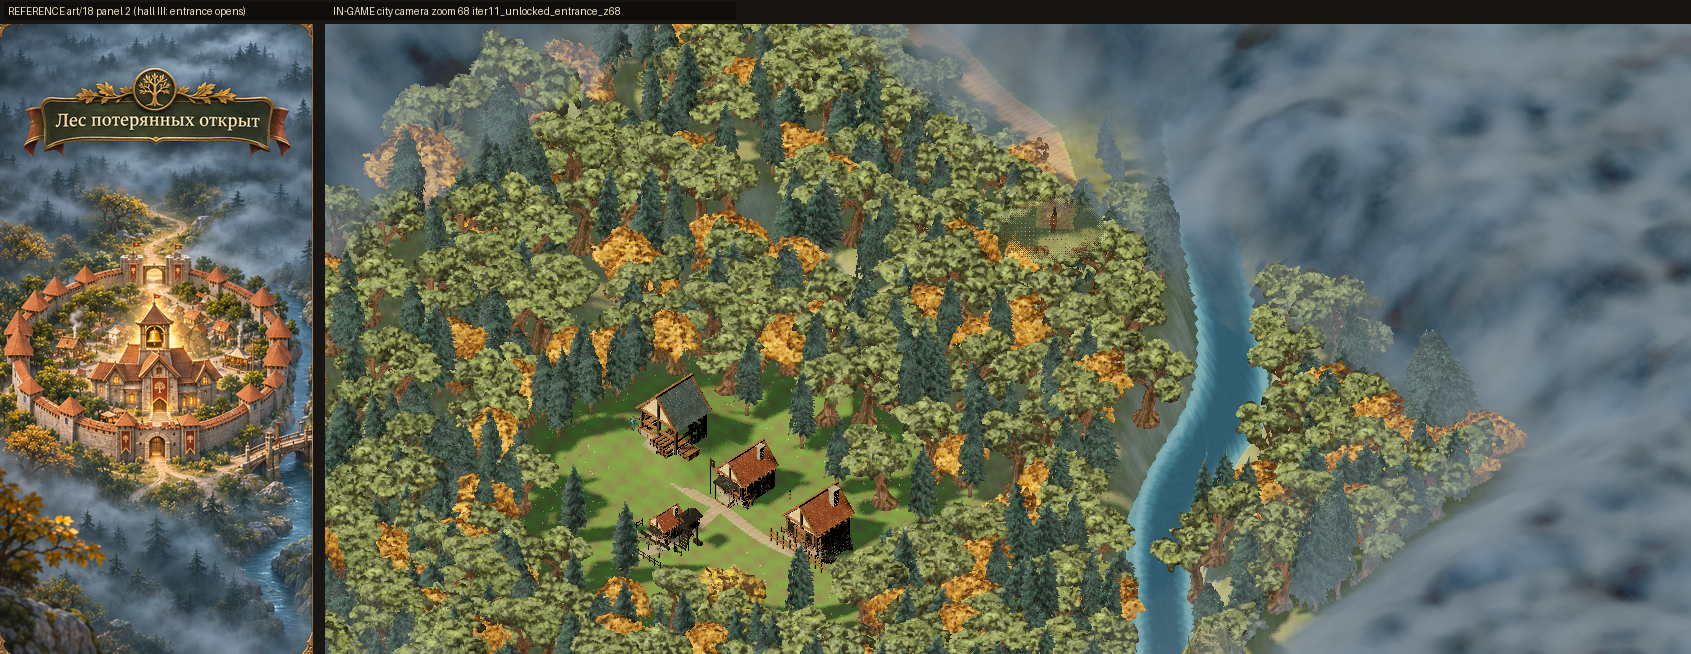 REFERENCE art/18 panel 2 (hall III: entrance opens)
IN-GAME city camera zoom 68 iter11_unlocked_entrance_z68
Лес потерянных открыт